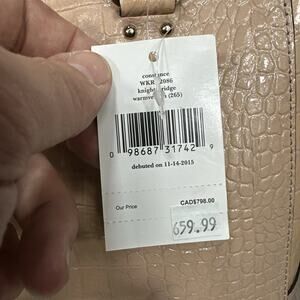 constance
WKR 2086
knightsbridge
warmve (265)
0 98687 31742 9
debuted on 11-14-2015
Our Price CAD$798.00
659.99